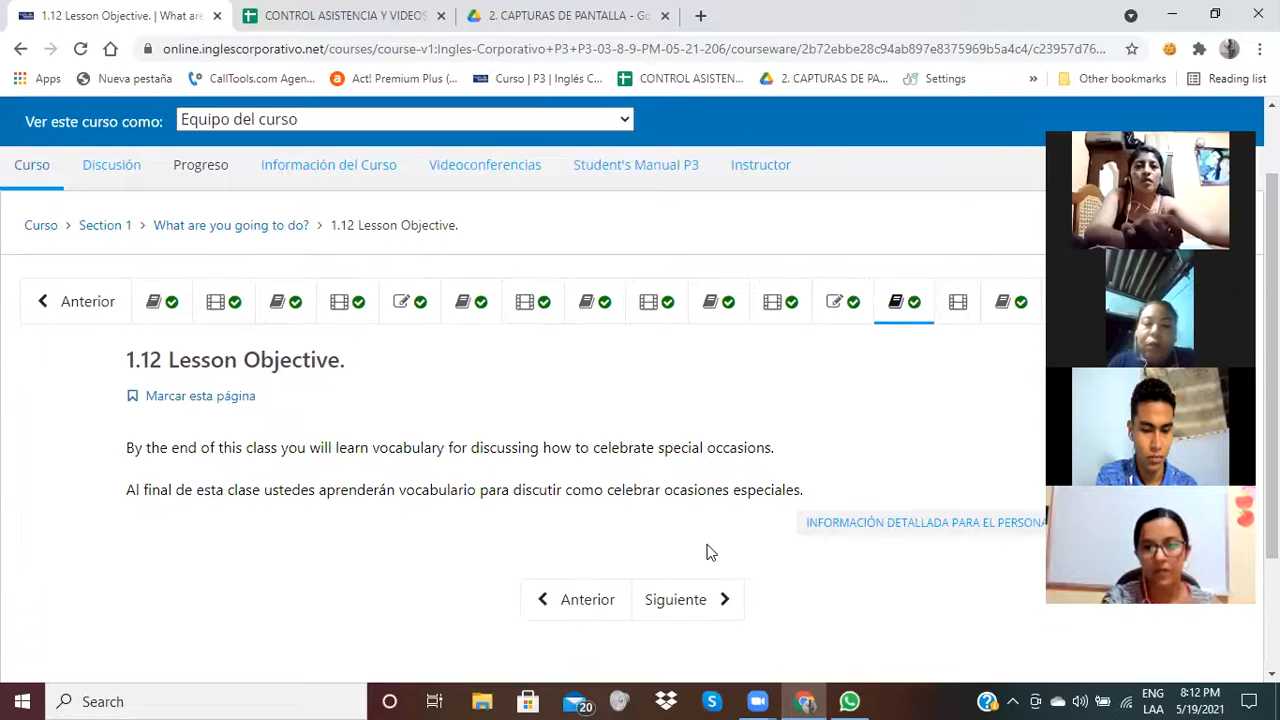 1.12 Lesson Objective. | What are
CONTROL ASISTENCIA Y VIDEOS
2. CAPTURAS DE PANTALLA - Go
online.inglescorporativo.net/courses/course-v1:Ingles-Corporativo+P3+P3-03-8-9-PM-05-21-206/courseware/2b72ebbe28c94ab897e8375969b5a4c4/c23957d76...
Apps
Nueva pestaña
CallTools.com Agen...
Act! Premium Plus (...
Curso | P3 | Inglés C...
CONTROL ASISTEN...
2. CAPTURAS DE PA...
Settings
»
Other bookmarks
Reading list
Ver este curso como:
Equipo del curso
Curso
Discusión
Progreso
Información del Curso
Videoconferencias
Student's Manual P3
Instructor
Curso > Section 1 > What are you going to do? > 1.12 Lesson Objective.
Anterior
1.12 Lesson Objective.
Marcar esta página
By the end of this class you will learn vocabulary for discussing how to celebrate special occasions.
Al final de esta clase ustedes aprenderán vocabulario para discutir como celebrar ocasiones especiales.
INFORMACIÓN DETALLADA PARA EL PERSONA
Anterior
Siguiente
Search
20
ENG
LAA
8:12 PM
5/19/2021